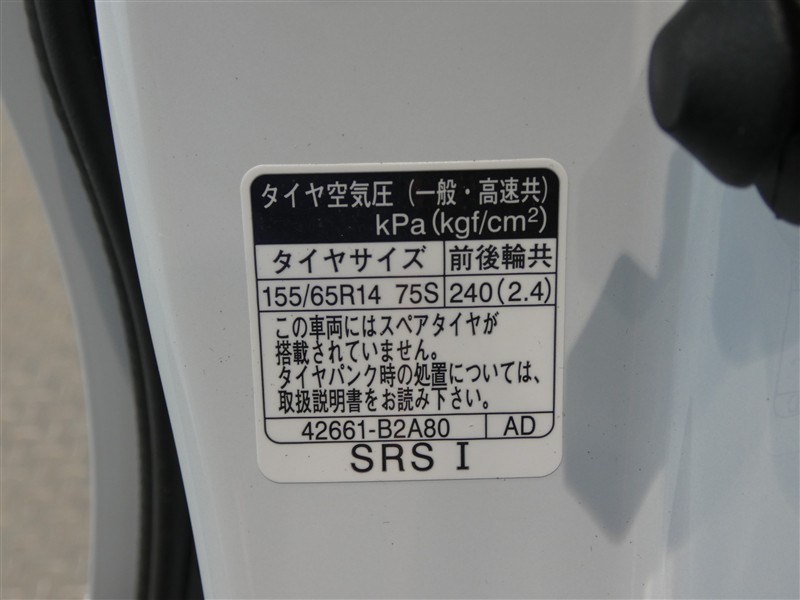 タイヤ空気圧（一般・高速共）
kPa(kgf/cm²)
タイヤサイズ 前後輪共
155/65R14 75S 240(2.4)
この車両にはスペアタイヤが
搭載されていません。
タイヤパンク時の処置については、
取扱説明書をお読み下さい。
42661-B2A80 AD
SRS I